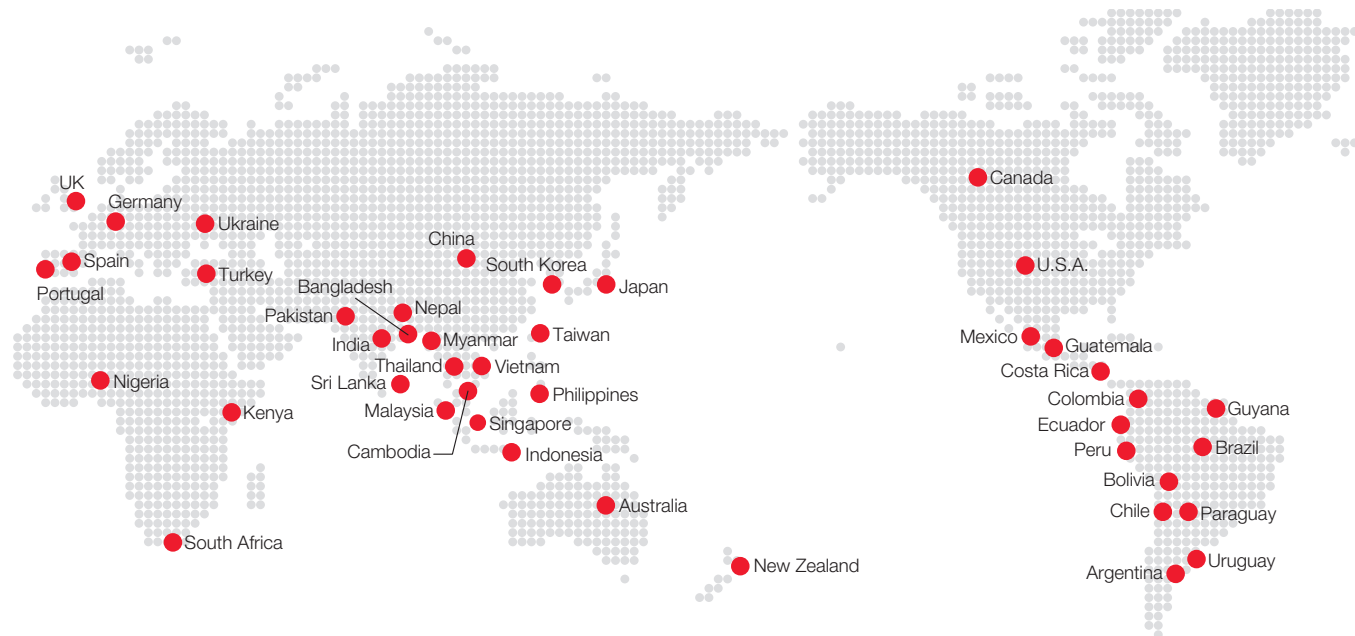 UK
Germany
Ukraine
Spain
Portugal
Turkey
China
South Korea
Japan
Bangladesh
Nepal
Pakistan
India
Myanmar
Taiwan
Thailand
Vietnam
Sri Lanka
Philippines
Malaysia
Singapore
Cambodia
Indonesia
Nigeria
Kenya
South Africa
Australia
New Zealand
Canada
U.S.A.
Mexico
Guatemala
Costa Rica
Colombia
Guyana
Ecuador
Peru
Brazil
Bolivia
Chile
Paraguay
Uruguay
Argentina